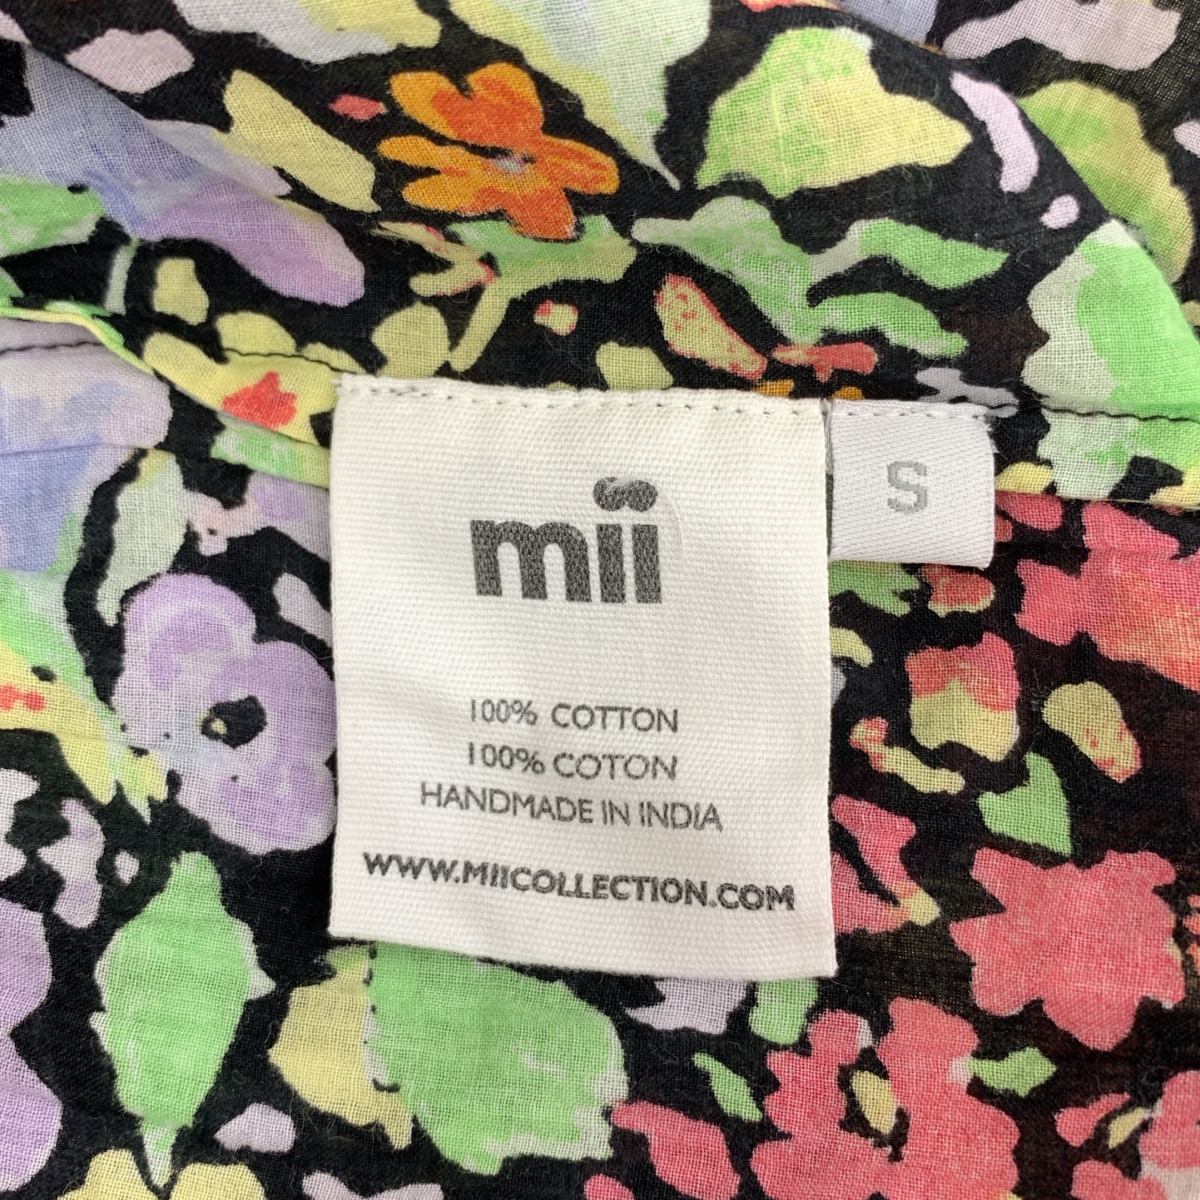 mii
S
100% COTTON
100% COTON
HANDMADE IN INDIA
WWW.MIICOLLECTION.COM